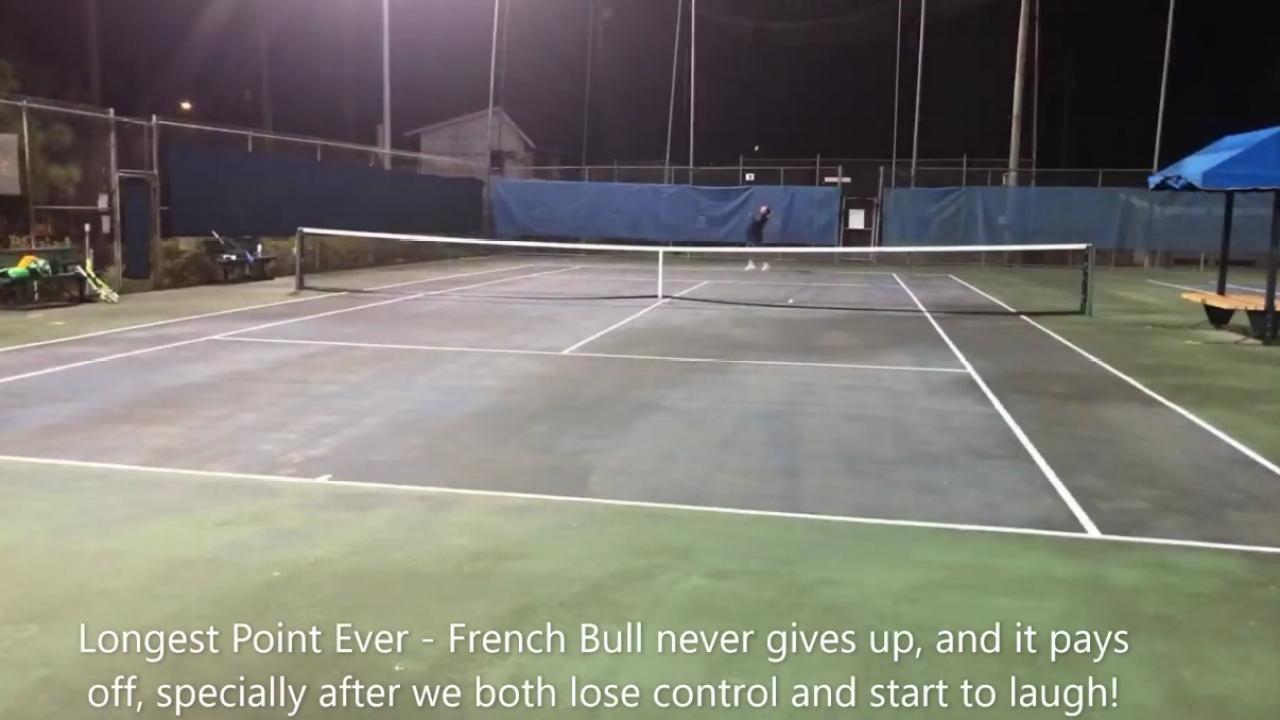 Longest Point Ever - French Bull never gives up, and it pays
off, specially after we both lose control and start to laugh!